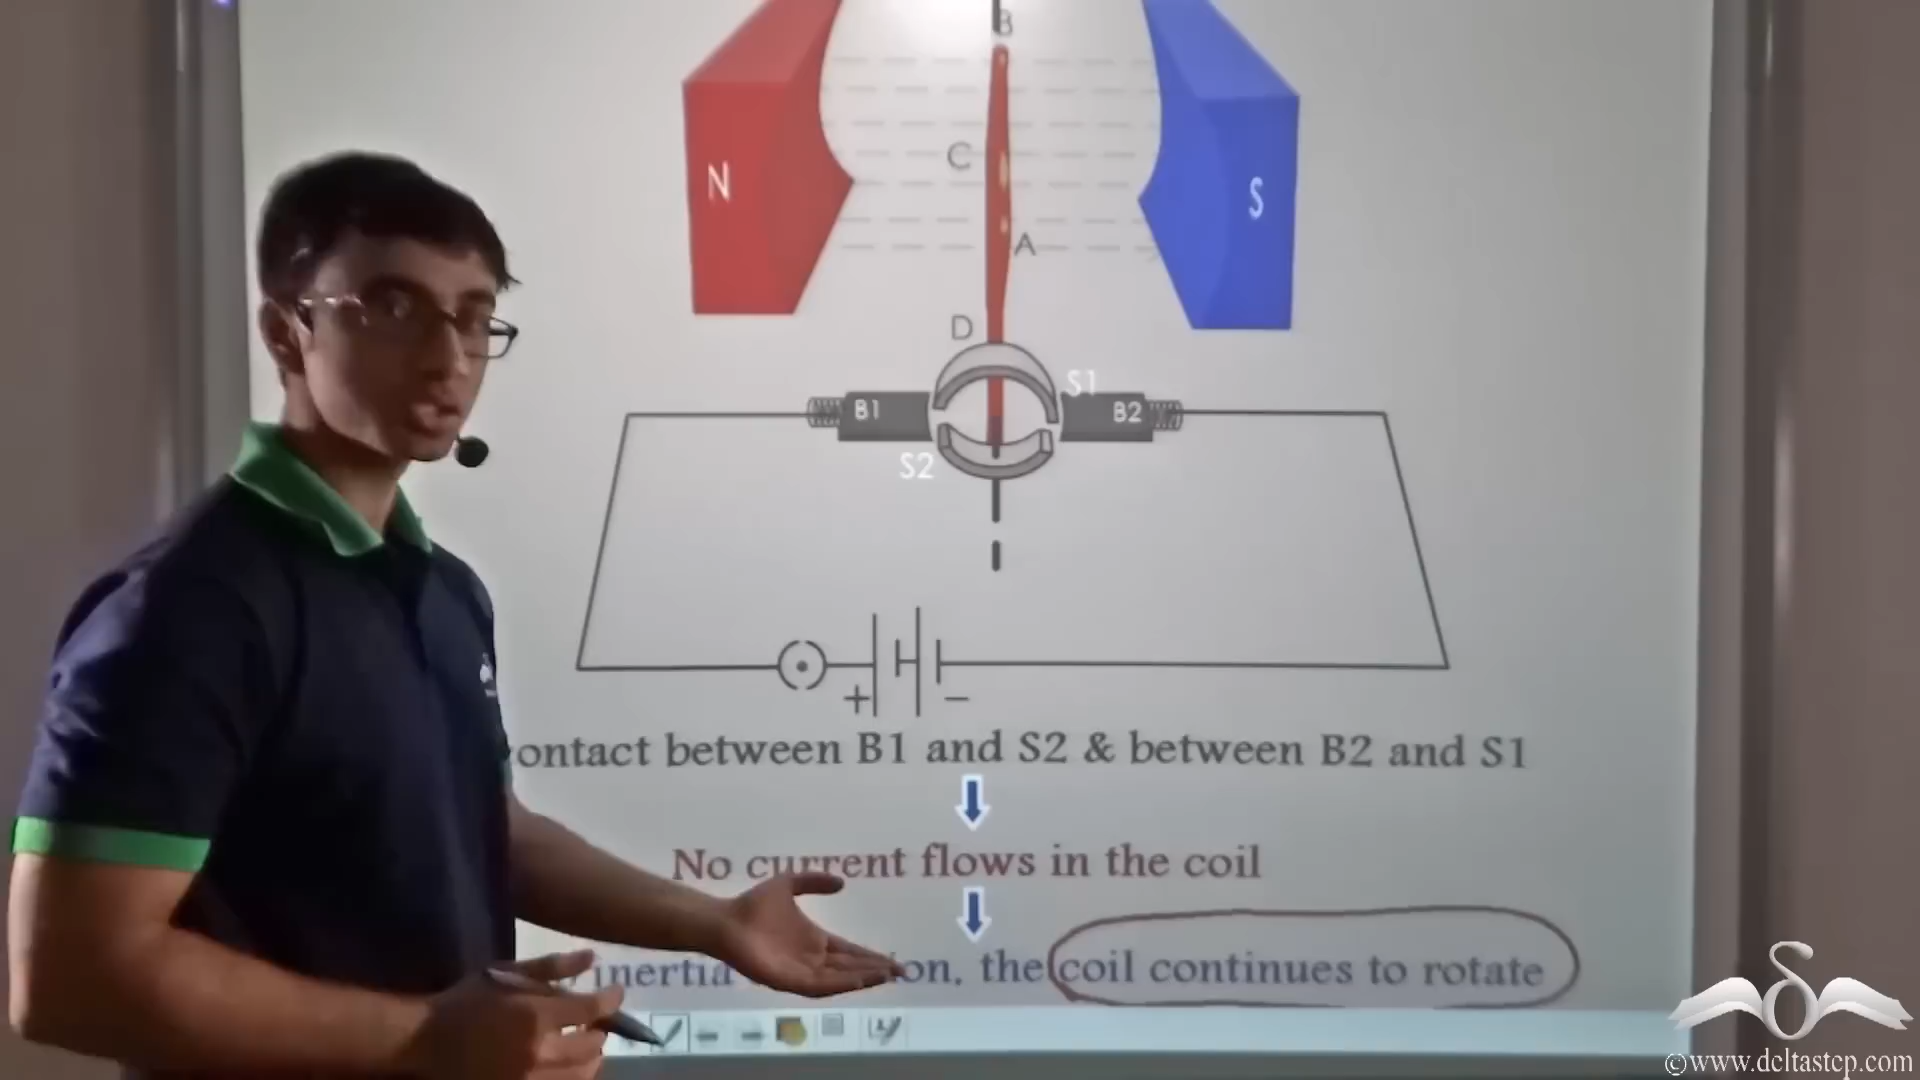 B
N
C
S
A
D
S1
B1
B2
S2
+
−
ontact between B1 and S2 & between B2 and S1
No current flows in the coil
inertia on, the coil continues to rotate
©www.deltastep.com